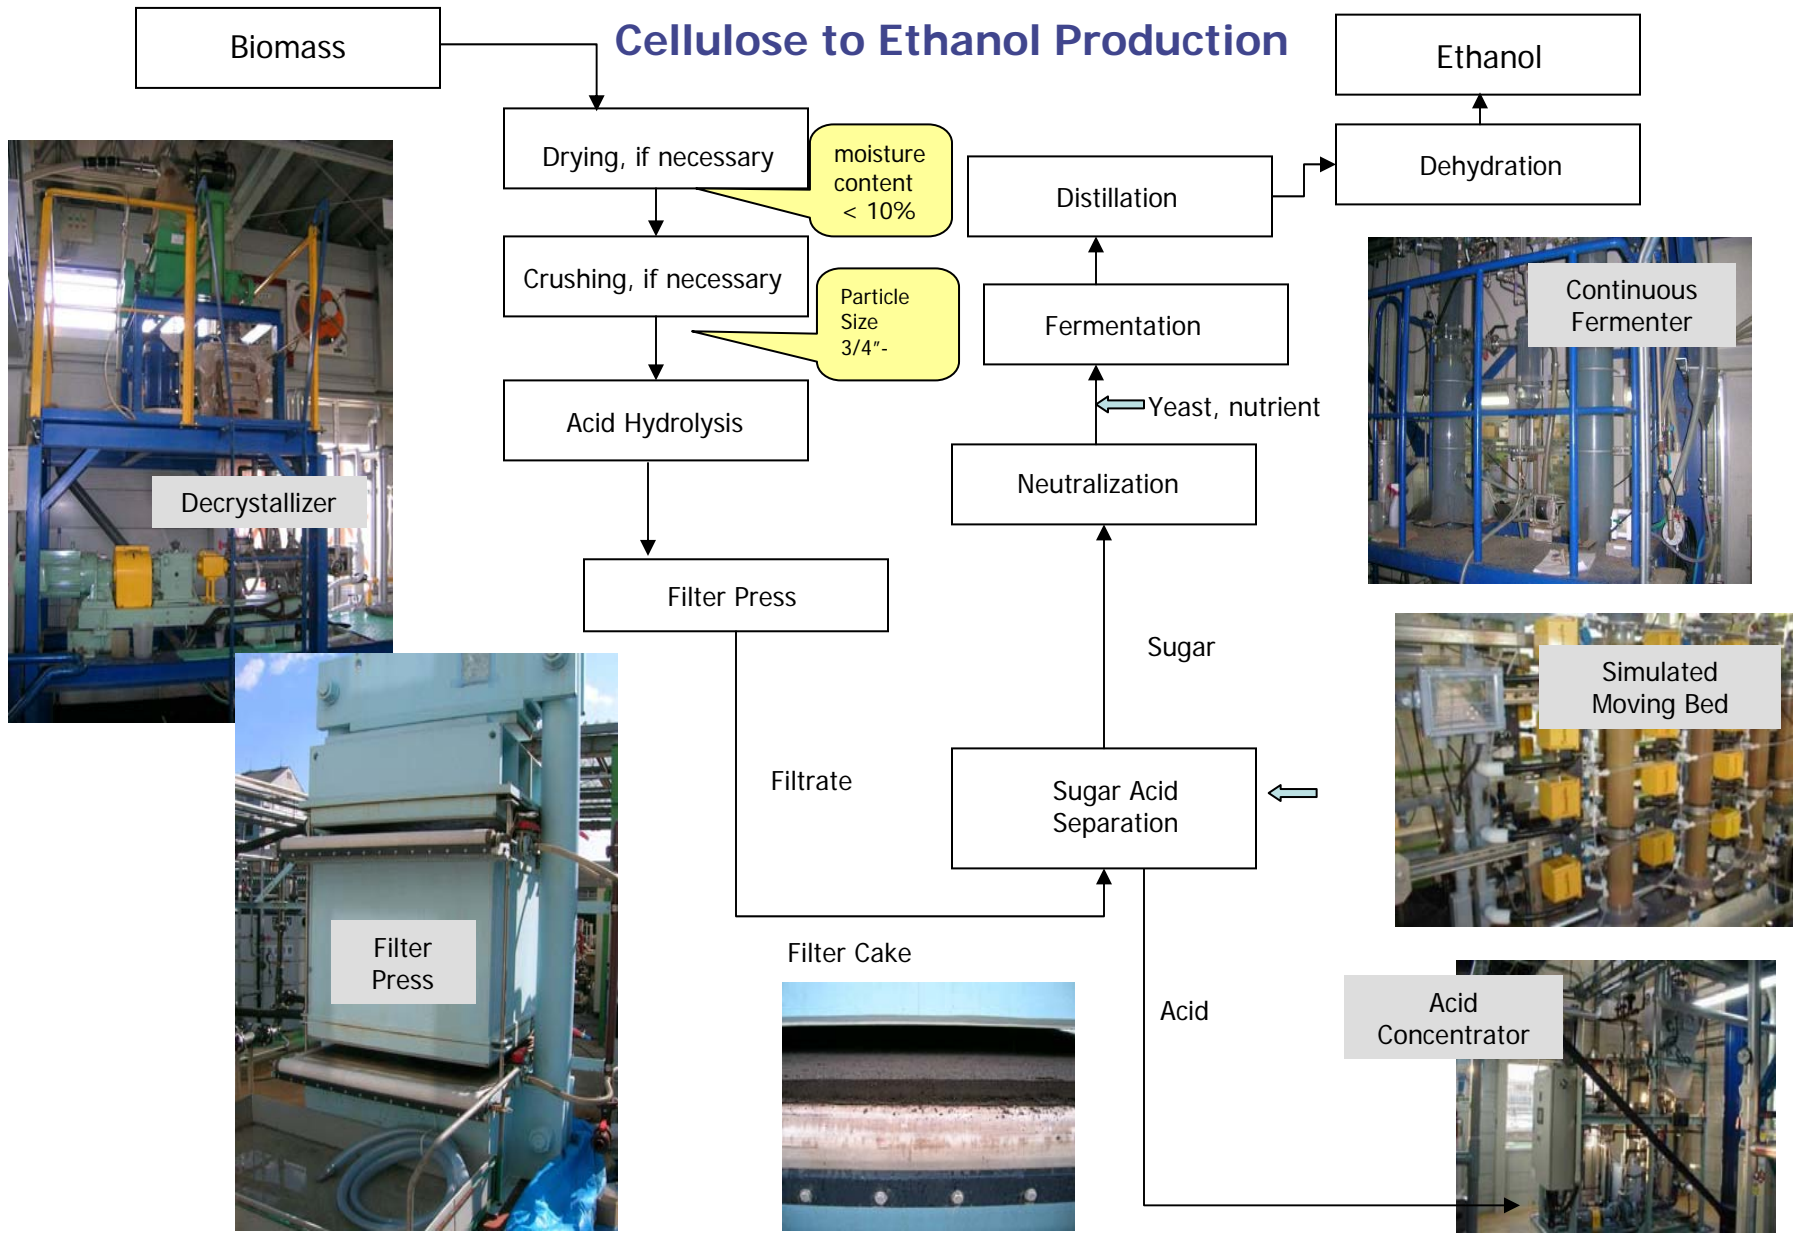 Cellulose to Ethanol Production
Biomass
Ethanol
Drying, if necessary
moisture
content
< 10%
Dehydration
Distillation
Crushing, if necessary
Particle
Size
3/4”-
Fermentation
Continuous
Fermenter
Acid Hydrolysis
Yeast, nutrient
Decrystallizer
Neutralization
Filter Press
Sugar
Simulated
Moving Bed
Filtrate
Sugar Acid
Separation
Filter
Press
Filter Cake
Acid
Acid
Concentrator